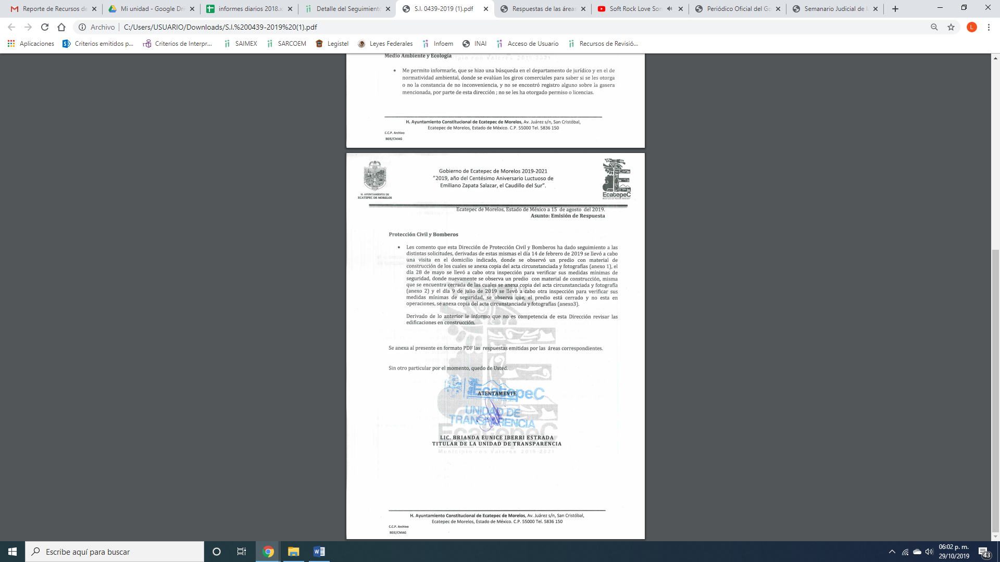 Reporte de Recursos de
Mi unidad - Google Dri
informes diarios 2018.x
Detalle del Seguimiento
S.I. 0439-2019 (1).pdf
Respuestas de las áreas
Soft Rock Love Son
Periódico Oficial del Go
Semanario Judicial de l
Archivo
C:/Users/USUARIO/Downloads/S.I.%200439-2019%20(1).pdf
L
Aplicaciones
Criterios emitidos p...
Criterios de Interpr...
SAIMEX
SARCOEM
Legistel
Leyes Federales
Infoem
INAI
Acceso de Usuario
Recursos de Revisió...
Medio Ambiente y Ecología
Municipio con Valores 2019-2021
• Me permito informarle, que se hizo una búsqueda en el departamento de jurídico y en el de
normatividad ambiental, donde se evalúan los giros comerciales para saber si se les otorga
o no la constancia de no inconveniencia, y no se encontró registro alguno sobre la gasera
mencionada, por parte de esta dirección ; no se les ha otorgado permiso o licencias.
H. Ayuntamiento Constitucional de Ecatepec de Morelos, Av. Juárez s/n, San Cristóbal,
Ecatepec de Morelos, Estado de México. C.P. 55000 Tel. 5836 150
C.C.P. Archivo
BEIE/CMAG
H. AYUNTAMIENTO DE
ECATEPEC DE MORELOS
Gobierno de Ecatepec de Morelos 2019-2021
"2019, año del Centésimo Aniversario Luctuoso de
Emiliano Zapata Salazar, el Caudillo del Sur".
EcatepeC
Ecatepec de Morelos, Estado de México a 15 de agosto del 2019.
Asunto: Emisión de Respuesta
Protección Civil y Bomberos
• Les comento que esta Dirección de Protección Civil y Bomberos ha dado seguimiento a las
distintas solicitudes, derivadas de estas mismas el día 14 de febrero de 2019 se llevó a cabo
una visita en el domicilio indicado, donde se observó un predio con material de
construcción de los cuales se anexa copia del acta circunstanciada y fotografías (anexo 1), el
día 28 de mayo se llevó a cabo otra inspección para verificar sus medidas mínimas de
seguridad, donde nuevamente se observa un predio con material de construcción, misma
que se encuentra cerrada de las cuales se anexa copia del acta circunstanciada y fotografía
(anexo 2) y el día 9 de julio de 2019 se llevó a cabo otra inspección para verificar sus
medidas mínimas de seguridad, se observa que, el predio está cerrado y no esta en
operaciones, se anexa copia del acta circunstanciada y fotografías (anexo3).
Derivado de lo anterior le informo que no es competencia de esta Dirección revisar las
edificaciones en construcción.
Se anexa al presente en formato PDF las respuestas emitidas por las áreas correspondientes.
Sin otro particular por el momento, quedo de Usted.
EcatepeC
ATENTAMENTE
UNIDAD DE
TRANSPARENCIA
EcatepeC
LIC. BRIANDA EUNICE IBERRI ESTRADA
TITULAR DE LA UNIDAD DE TRANSPARENCIA
Municipio con Valores 2019-2021
H. Ayuntamiento Constitucional de Ecatepec de Morelos, Av. Juárez s/n, San Cristóbal,
Ecatepec de Morelos, Estado de México. C.P. 55000 Tel. 5836 150
C.C.P. Archivo
BEIE/CMAG
Escribe aquí para buscar
06:02 p. m.
29/10/2019
43